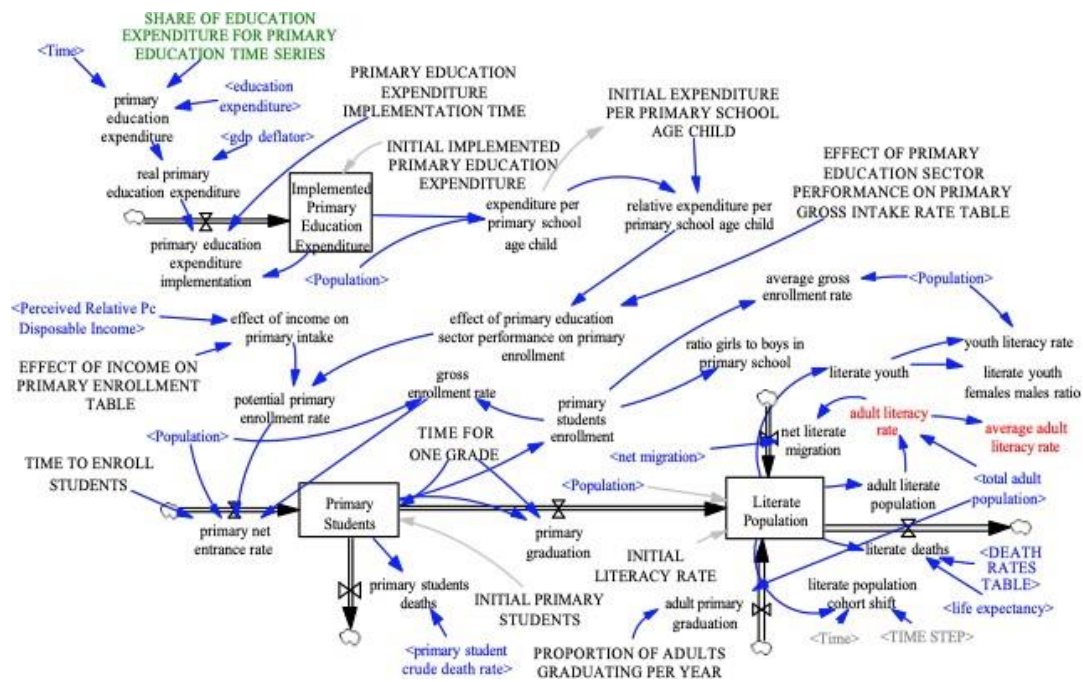 SHARE OF EDUCATION
EXPENDITURE FOR PRIMARY
EDUCATION TIME SERIES
<Time>
primary
education
expenditure
<education
expenditure>
<gdp deflator>
real primary
education expenditure
PRIMARY EDUCATION
EXPENDITURE
IMPLEMENTATION TIME
INITIAL IMPLEMENTED
PRIMARY EDUCATION
EXPENDITURE
INITIAL EXPENDITURE
PER PRIMARY SCHOOL
AGE CHILD
EFFECT OF PRIMARY
EDUCATION SECTOR
PERFORMANCE ON PRIMARY
GROSS INTAKE RATE TABLE
Implemented
Primary
Education
Expenditure
expenditure per
primary school
age child
relative expenditure per
primary school age child
primary education
expenditure
implementation
<Population>
average gross
enrollment rate
<Population>
<Perceived Relative Pc
Disposable Income>
effect of income on
primary intake
effect of primary education
sector performance on primary
enrollment
ratio girls to boys in
primary school
youth literacy rate
EFFECT OF INCOME ON
PRIMARY ENROLLMENT
TABLE
literate youth
literate youth
females males ratio
potential primary
enrollment rate
gross
enrollment rate
primary
students
enrollment
net literate
migration
adult literacy
rate
average adult
literacy rate
<Population>
TIME FOR
ONE GRADE
<net migration>
TIME TO ENROLL
STUDENTS
<Population>
adult literate
population
<total adult
population>
primary net
entrance rate
Primary
Students
primary
graduation
Literate
Population
literate deaths
INITIAL
LITERACY RATE
<DEATH
RATES
TABLE>
primary students
deaths
INITIAL PRIMARY
STUDENTS
adult primary
graduation
literate population
cohort shift
<life expectancy>
<primary student
crude death rate>
PROPORTION OF ADULTS
GRADUATING PER YEAR
<Time>
<TIME STEP>